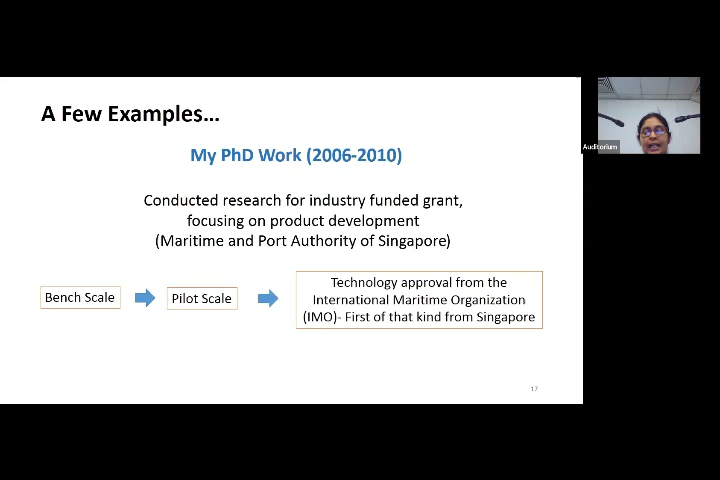 A Few Examples...
My PhD Work (2006-2010)
Conducted research for industry funded grant,
focusing on product development
(Maritime and Port Authority of Singapore)
Bench Scale
Pilot Scale
Technology approval from the
International Maritime Organization
(IMO)- First of that kind from Singapore
17
Auditorium